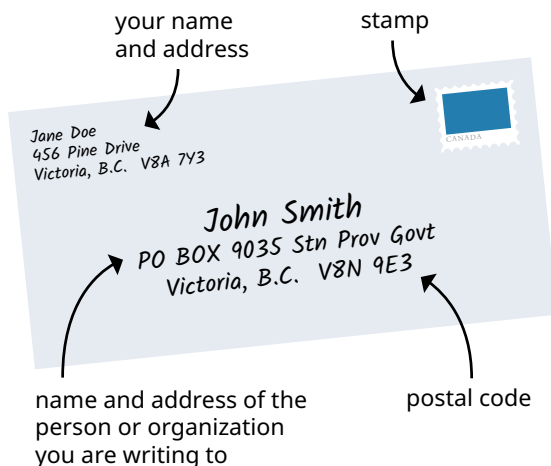 your name
and address
stamp
Jane Doe
456 Pine Drive
Victoria, B.C. V8A 7Y3
CANADA
John Smith
PO BOX 9035 Stn Prov Govt
Victoria, B.C. V8N 9E3
name and address of the
person or organization
you are writing to
postal code